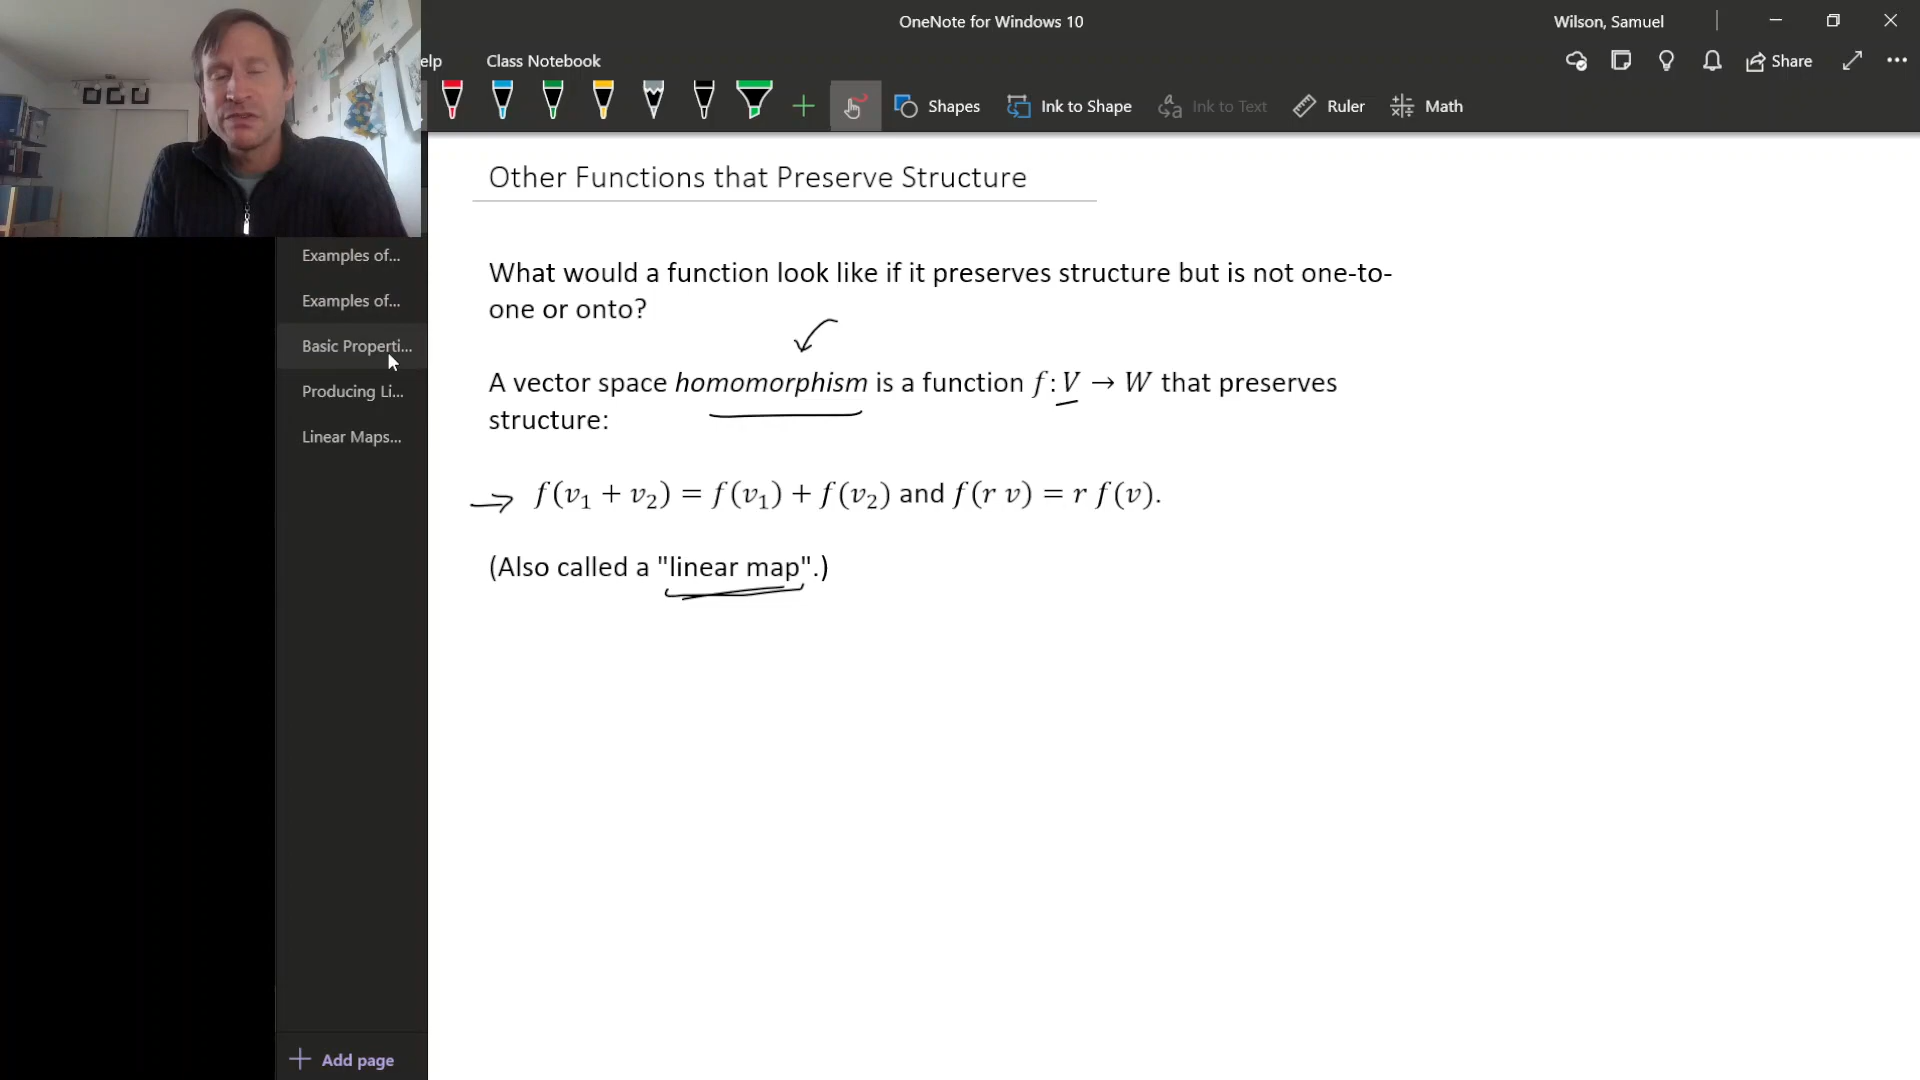 OneNote for Windows 10
Wilson, Samuel
elp
Class Notebook
Share
Shapes
Ink to Shape
Ink to Text
Ruler
Math
Examples of...
Examples of...
Basic Properti...
Producing Li...
Linear Maps...
Add page
Other Functions that Preserve Structure
What would a function look like if it preserves structure but is not one-to-
one or onto?
A vector space homomorphism is a function f: V → W that preserves
structure:
f(v₁ + v₂) = f(v₁) + f(v₂) and f(r v) = r f(v).
(Also called a "linear map".)